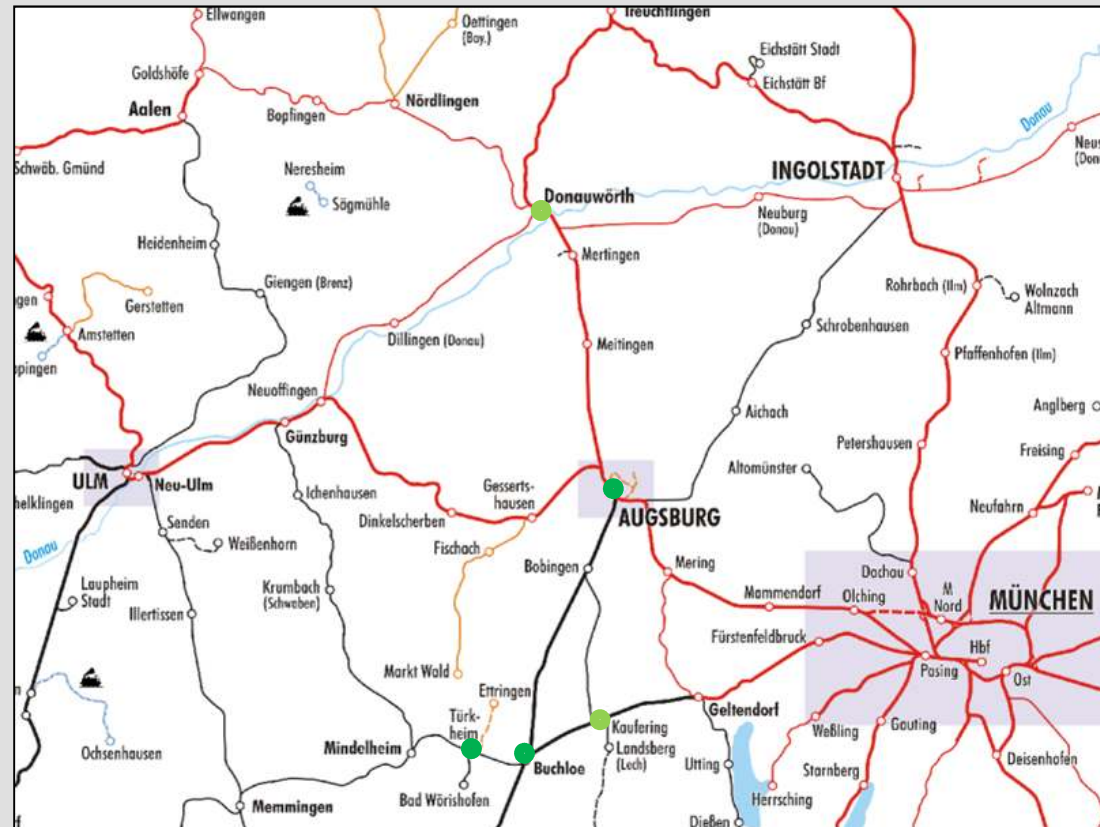 Ellwangen
Oettingen
(Bay.)
Treuchtlingen
Eichstätt Stadt
Goldshöfe
Eichstätt Bf
Aalen
Bopfingen
Nördlingen
Donau
Schwäb. Gmünd
Neresheim
Sägmühle
INGOLSTADT
Donauwörth
Neuburg
(Donau)
Heidenheim
Mertingen
Giengen (Brenz)
Gerstetten
Rohrbach (Ilm)
Wolnzach
Altmann
Amstetten
Dillingen (Donau)
Schrobenhausen
Meitingen
Pfaffenhofen (Ilm)
Neuoffingen
Günzburg
Aichach
Anglberg
Petershausen
Freising
ULM
Neu-Ulm
Ichenhausen
Gesserts-
hausen
Altomünster
Dinkelscherben
AUGSBURG
Neufahrn
Senden
Weißenhorn
Fischach
Donau
Bobingen
Mering
Dachau
Laupheim
Stadt
Krumbach
(Schwaben)
Mammendorf
Olching
M
Nord
MÜNCHEN
Illertissen
Fürstenfeldbruck
Hbf
Pasing
Ost
Markt Wald
Ettringen
Türk-
heim
Kaufering
Geltendorf
Weßling
Gauting
Ochsenhausen
Mindelheim
Buchloe
Landsberg
(Lech)
Utting
Starnberg
Deisenhofen
Bad Wörishofen
Herrsching
Memmingen
Dießen